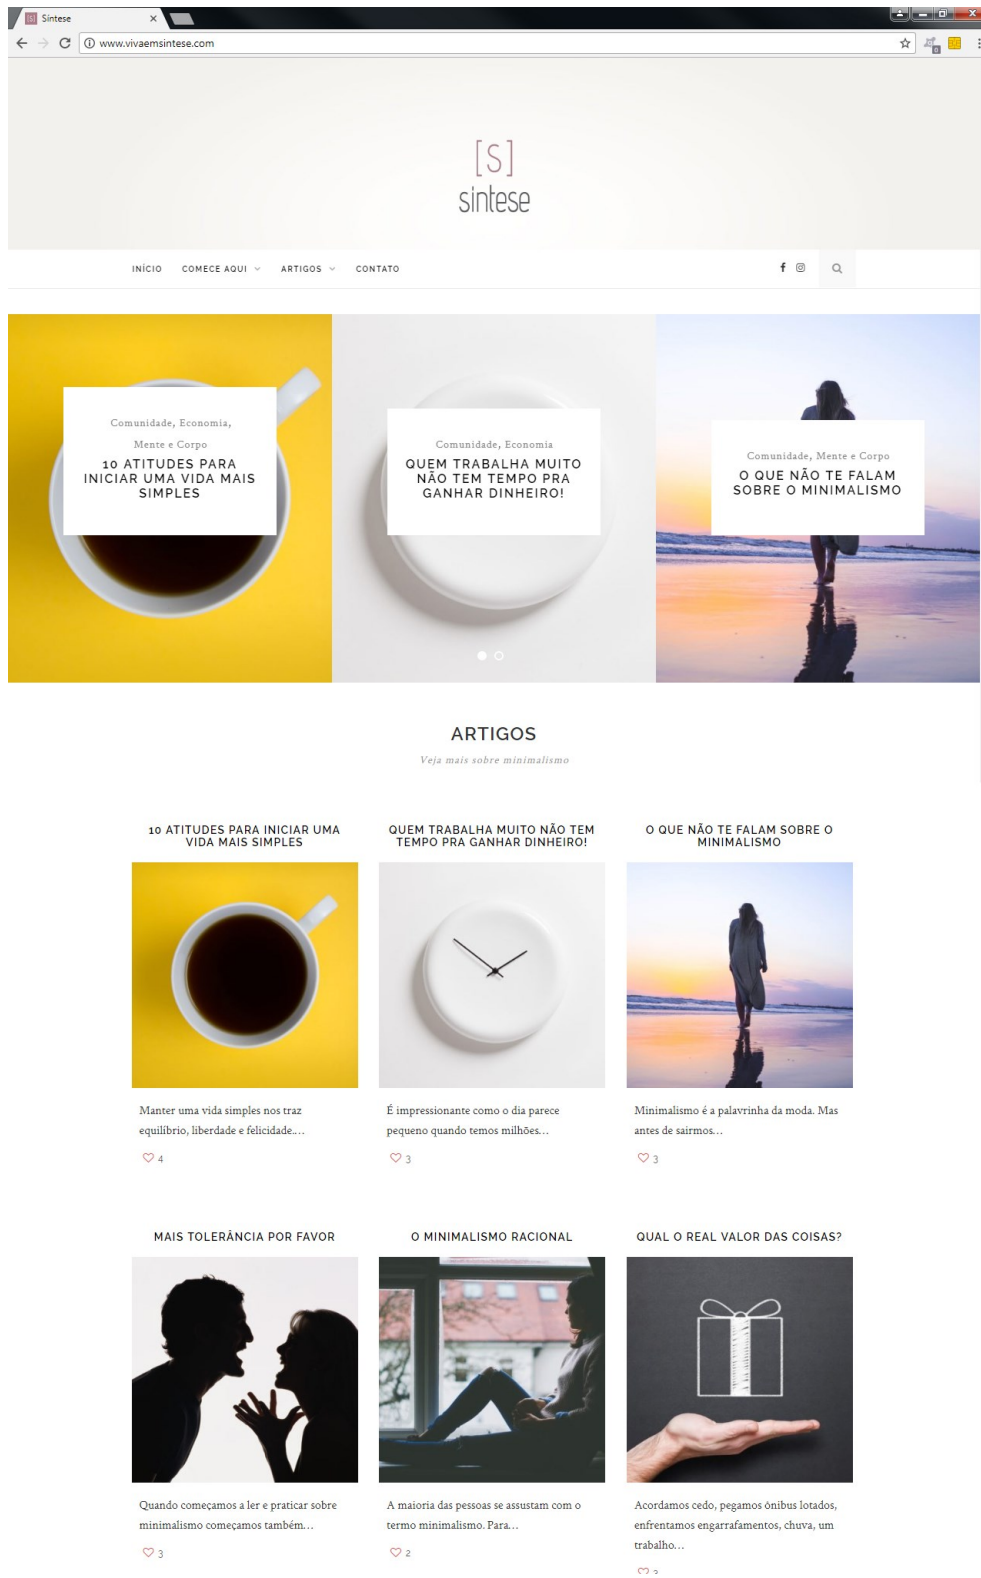 [S] Síntese
www.vivaemsintese.com
[S]
sintese
INÍCIO COMECE AQUI ARTIGOS CONTATO
Comunidade, Economia,
Mente e Corpo
10 ATITUDES PARA
INICIAR UMA VIDA MAIS
SIMPLES
Comunidade, Economia
QUEM TRABALHA MUITO
NÃO TEM TEMPO PRA
GANHAR DINHEIRO!
Comunidade, Mente e Corpo
O QUE NÃO TE FALAM
SOBRE O MINIMALISMO
ARTIGOS
Veja mais sobre minimalismo
10 ATITUDES PARA INICIAR UMA
VIDA MAIS SIMPLES
Manter uma vida simples nos traz
equilíbrio, liberdade e felicidade.…
4
QUEM TRABALHA MUITO NÃO TEM
TEMPO PRA GANHAR DINHEIRO!
É impressionante como o dia parece
pequeno quando temos milhões…
3
O QUE NÃO TE FALAM SOBRE O
MINIMALISMO
Minimalismo é a palavrinha da moda. Mas
antes de sairmos…
3
MAIS TOLERÂNCIA POR FAVOR
Quando começamos a ler e praticar sobre
minimalismo começamos também…
3
O MINIMALISMO RACIONAL
A maioria das pessoas se assustam com o
termo minimalismo. Para…
2
QUAL O REAL VALOR DAS COISAS?
Acordamos cedo, pegamos ônibus lotados,
enfrentamos engarrafamentos, chuva, um
trabalho…